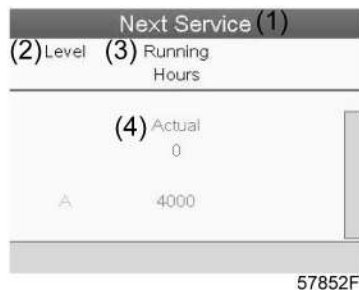 Next Service (1)
(2) Level (3) Running
Hours
(4) Actual
0
A 4000
57852F